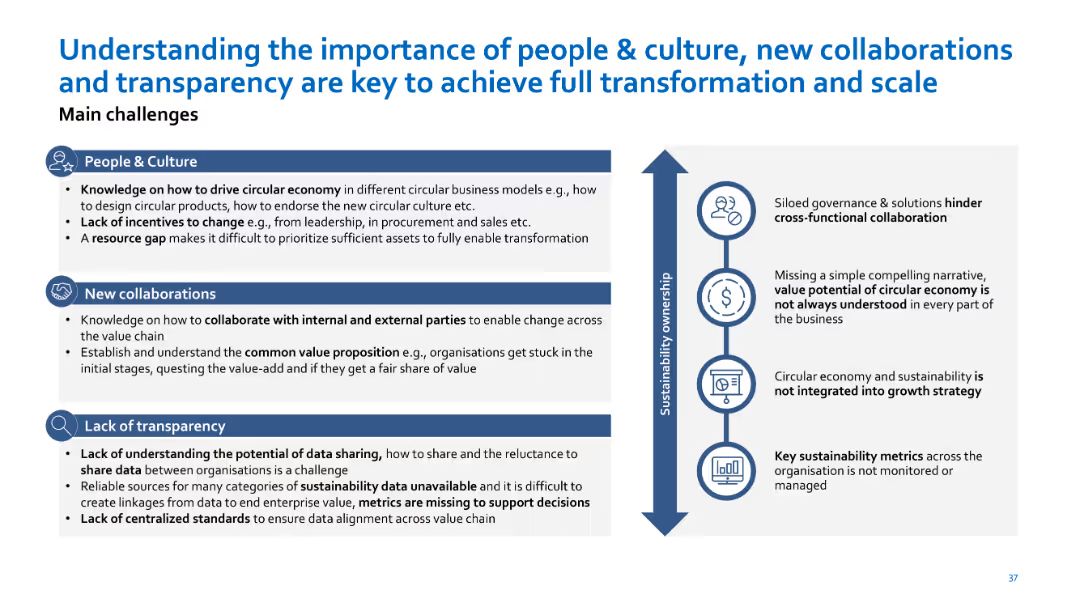 Understanding the importance of people & culture, new collaborations
and transparency are key to achieve full transformation and scale
Main challenges
People & Culture
• Knowledge on how to drive circular economy in different circular business models e.g., how
to design circular products, how to endorse the new circular culture etc.
• Lack of incentives to change e.g., from leadership, in procurement and sales etc.
• A resource gap makes it difficult to prioritize sufficient assets to fully enable transformation
New collaborations
• Knowledge on how to collaborate with internal and external parties to enable change across
the value chain
• Establish and understand the common value proposition e.g., organisations get stuck in the
initial stages, questing the value-add and if they get a fair share of value
Lack of transparency
• Lack of understanding the potential of data sharing, how to share and the reluctance to
share data between organisations is a challenge
• Reliable sources for many categories of sustainability data unavailable and it is difficult to
create linkages from data to end enterprise value, metrics are missing to support decisions
• Lack of centralized standards to ensure data alignment across value chain
Sustainability ownership
Siloed governance & solutions hinder
cross-functional collaboration
Missing a simple compelling narrative,
value potential of circular economy is
not always understood in every part of
the business
Circular economy and sustainability is
not integrated into growth strategy
Key sustainability metrics across the
organisation is not monitored or
managed
37